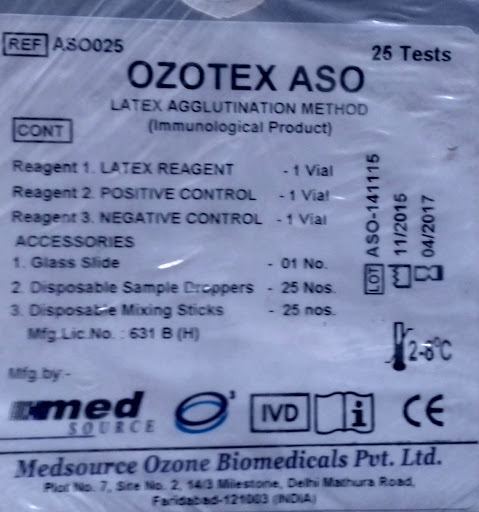 REF ASO025
25 Tests
OZOTEX ASO
LATEX AGGLUTINATION METHOD
(Immunological Product)
CONT
Reagent 1. LATEX REAGENT - 1 Vial
Reagent 2. POSITIVE CONTROL - 1 Vial
Reagent 3. NEGATIVE CONTROL - 1 Vial
ACCESSORIES
1. Glass Slide - 01 No.
2. Disposable Sample Droppers - 25 Nos.
3. Disposable Mixing Sticks - 25 nos.
Mfg.Lic.No. : 631 B (H)
LOT ASO-141115
11/2015
04/2017
2-8°C
Mfg.by:-
med
SOURCE
O3
IVD
i
CE
Medsource Ozone Biomedicals Pvt. Ltd.
Plot No. 7, Site No. 2, 14/3 Milestone, Delhi Mathura Road,
Faridabad-121003 (INDIA)